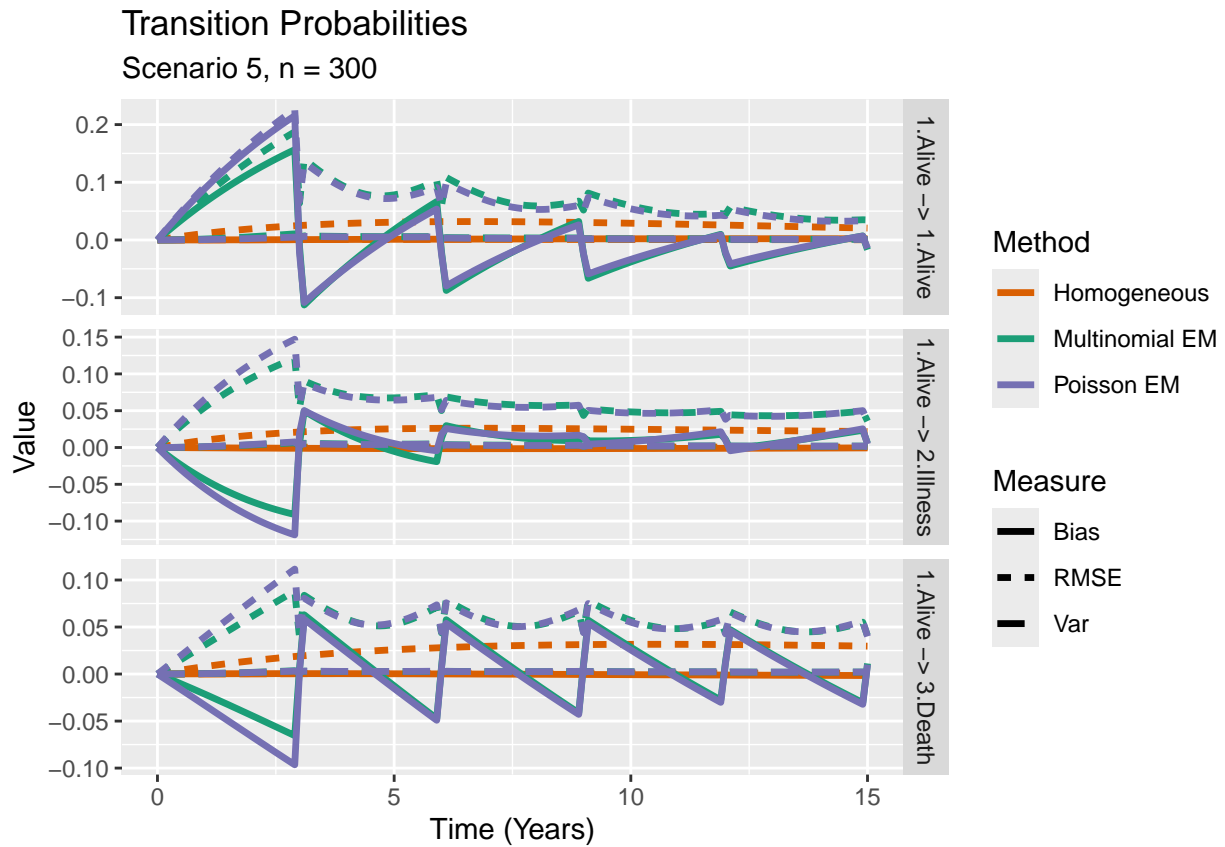 Transition Probabilities
Scenario 5, n = 300
0.2
0.1
0.0
−0.1
1.Alive −> 1.Alive
0.15
0.10
0.05
0.00
−0.05
−0.10
1.Alive −> 2.Illness
0.10
0.05
0.00
−0.05
−0.10
1.Alive −> 3.Death
0
5
10
15
Value
Time (Years)
Method
Homogeneous
Multinomial EM
Poisson EM
Measure
Bias
RMSE
Var